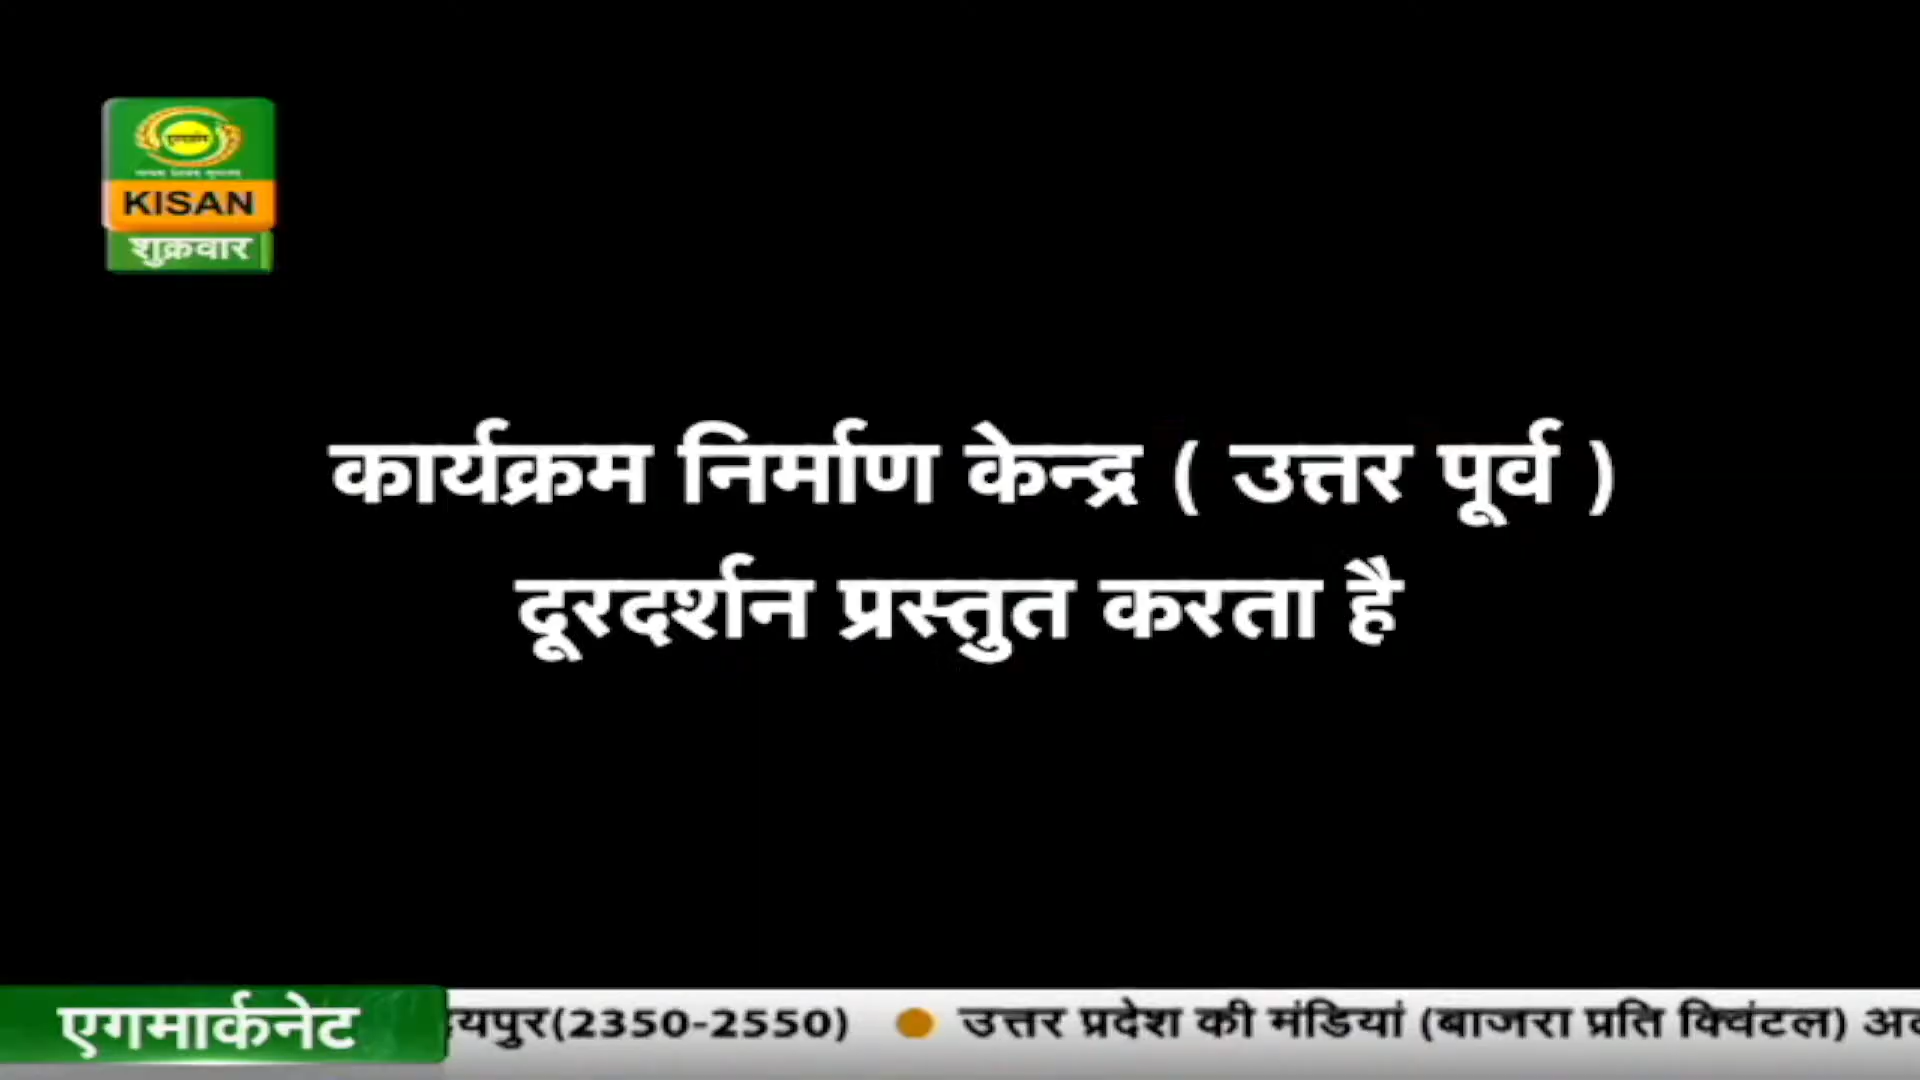 KISAN
शुक्रवार
कार्यक्रम निर्माण केन्द्र ( उत्तर पूर्व )
दूरदर्शन प्रस्तुत करता है
एगमार्कनेट
(2350-2550) ● उत्तर प्रदेश की मंडियां (बाजरा प्रति क्विंटल)